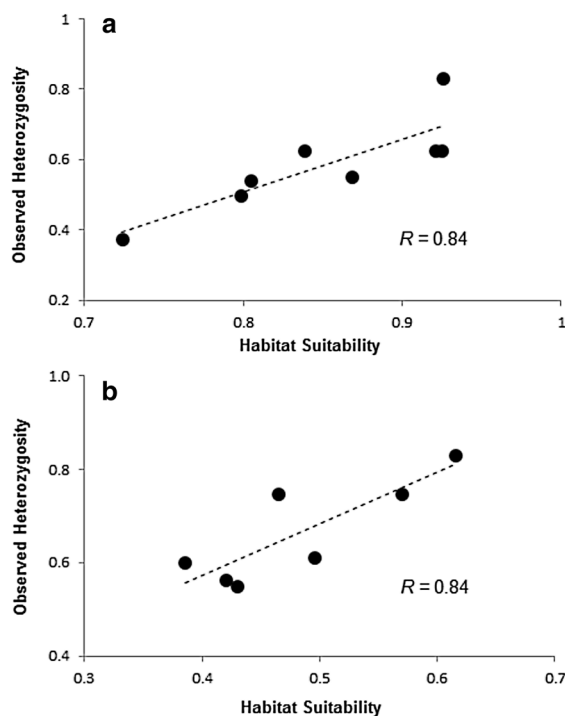 a
1
0.8
0.6
0.4
0.2
Observed Heterozygosity
R = 0.84
0.7
0.8
0.9
1
Habitat Suitability
b
1.0
0.8
0.6
0.4
Observed Heterozygosity
R = 0.84
0.3
0.4
0.5
0.6
0.7
Habitat Suitability